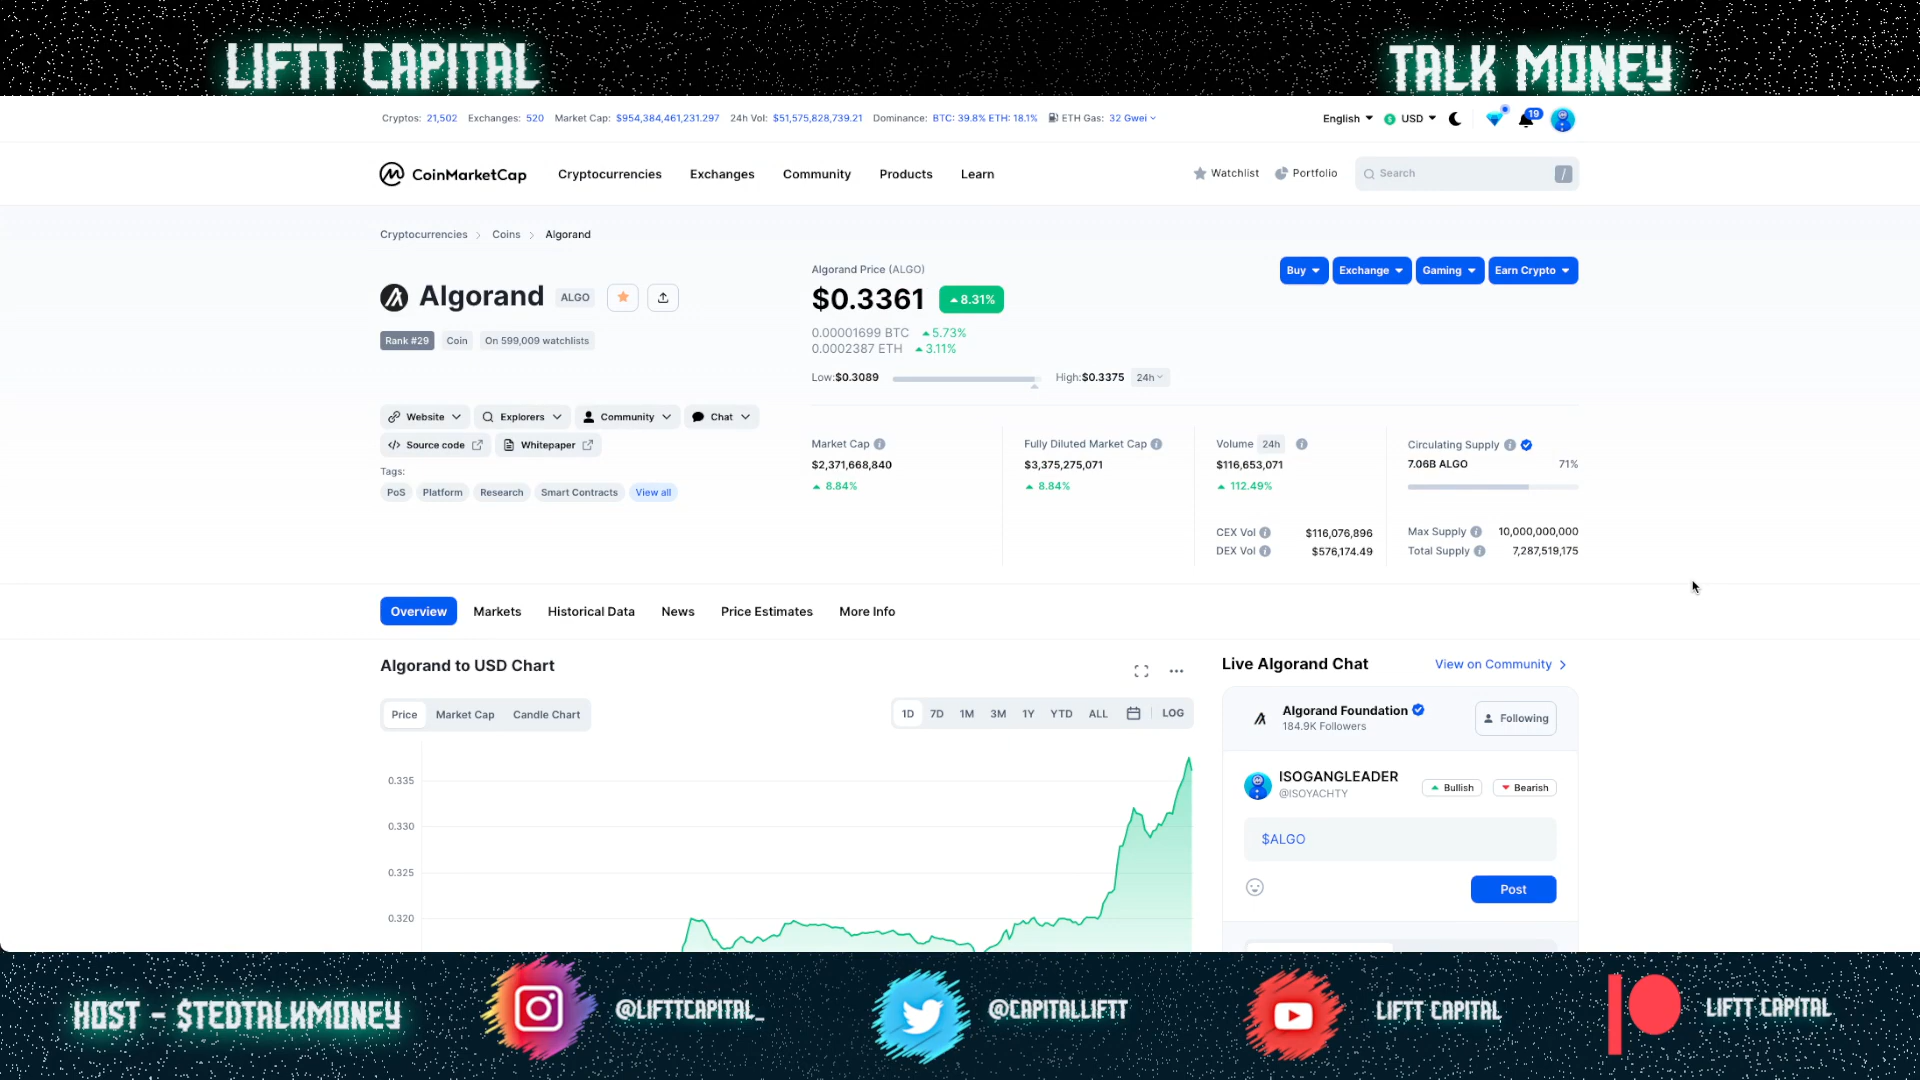 LIFTT CAPITAL
TALK MONEY
Cryptos: 21,502 Exchanges: 520 Market Cap: $954,384,461,231.297 24h Vol: $51,575,828,739.21 Dominance: BTC: 39.8% ETH: 18.1% ETH Gas: 32 Gwei
English USD 19
CoinMarketCap Cryptocurrencies Exchanges Community Products Learn
Watchlist Portfolio Search /
Cryptocurrencies > Coins > Algorand
Algorand ALGO
Rank #29 Coin On 599,009 watchlists
Website Explorers Community Chat
Source code Whitepaper
Tags:
PoS Platform Research Smart Contracts View all
Algorand Price (ALGO)
$0.3361 8.31%
0.00001699 BTC 5.73%
0.0002387 ETH 3.11%
Low:$0.3089 High:$0.3375 24h
Buy Exchange Gaming Earn Crypto
Market Cap
$2,371,668,840
8.84%
Fully Diluted Market Cap
$3,375,275,071
8.84%
Volume 24h
$116,653,071
112.49%
CEX Vol $116,076,896
DEX Vol $576,174.49
Circulating Supply
7.06B ALGO 71%
Max Supply 10,000,000,000
Total Supply 7,287,519,175
Overview Markets Historical Data News Price Estimates More Info
Algorand to USD Chart
Price Market Cap Candle Chart
1D 7D 1M 3M 1Y YTD ALL LOG
0.335
0.330
0.325
0.320
Live Algorand Chat View on Community >
Algorand Foundation
184.9K Followers
Following
ISOGANGLEADER
@ISOYACHTY
Bullish Bearish
$ALGO
Post
HOST - $TEDTALKMONEY
@LIFTTCAPITAL_
@CAPITALLIFTT
LIFTT CAPITAL
LIFTT CAPITAL